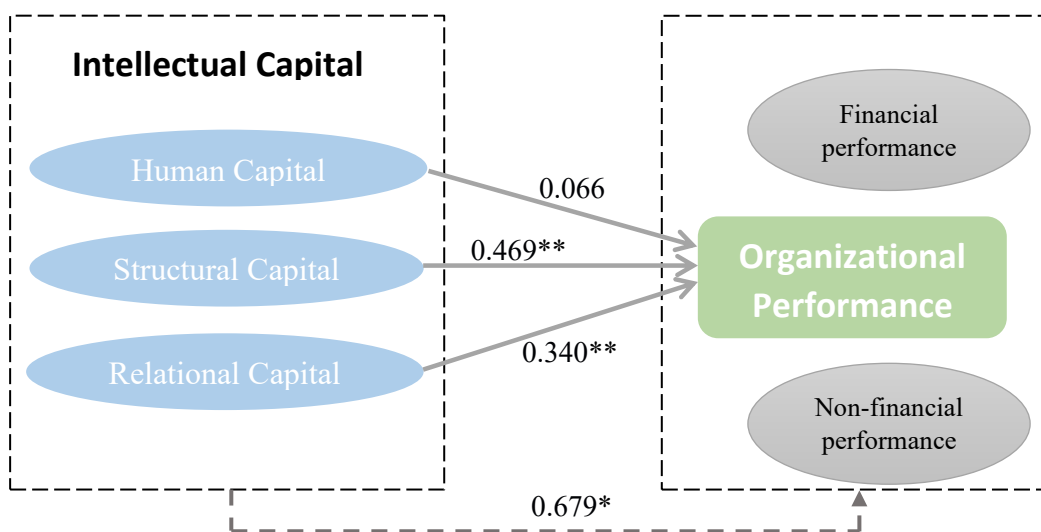 Intellectual Capital
Human Capital
Structural Capital
Relational Capital
0.066
0.469**
0.340**
Financial
performance
Organizational
Performance
Non-financial
performance
0.679*